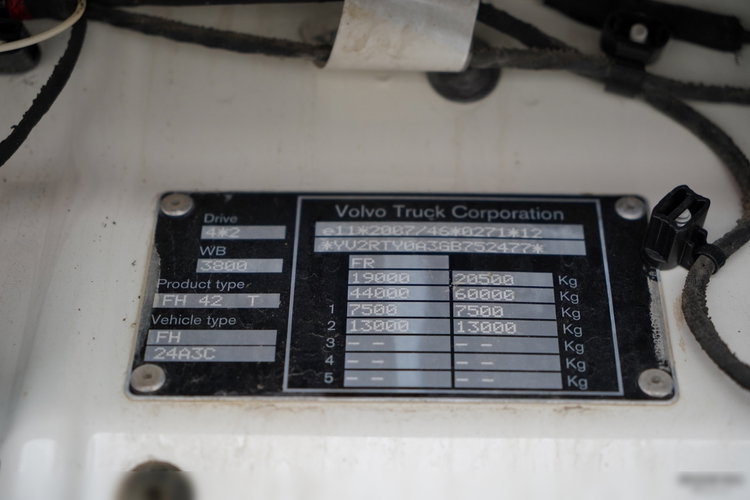 Drive
4*2
WB
3800
Product type
FH 42 T
Vehicle type
FH
24A3C
Volvo Truck Corporation
e11*2007/46*0271*12
*YV2RTY0A3GB752477*
FR
19000 20500 Kg
44000 60000 Kg
1 7500 7500 Kg
2 13000 13000 Kg
3 - - - - Kg
4 - - - - Kg
5 - - - - Kg